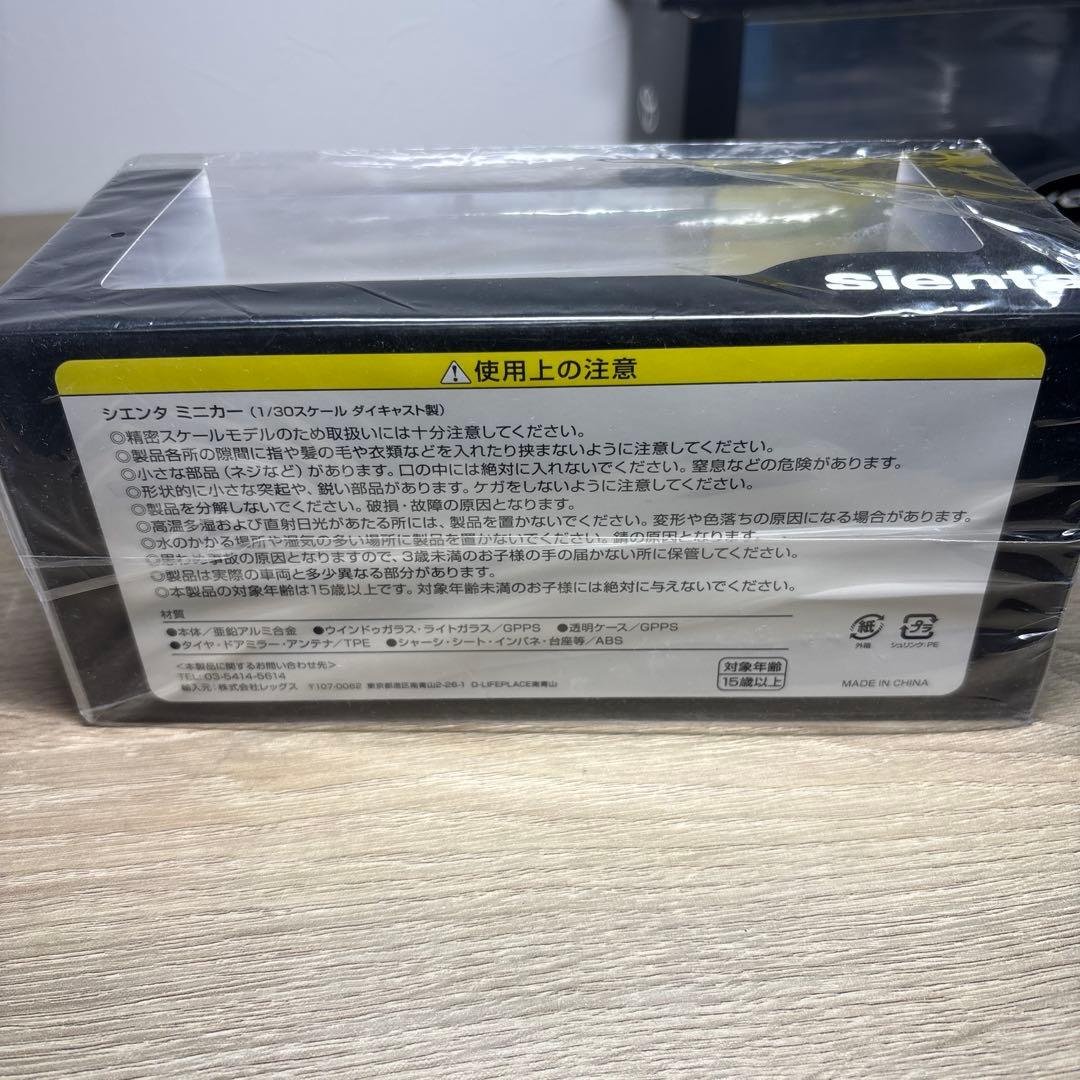 sienta
⚠使用上の注意
シエンタ ミニカー（1/30スケール ダイキャスト製）
◎精密スケールモデルのため取扱いには十分注意してください。
◎製品各所の隙間に指や髪の毛や衣類などを入れたり挟まないように注意してください。
◎小さな部品（ネジなど）があります。口の中には絶対に入れないでください。窒息などの危険があります。
◎形状的に小さな突起や、鋭い部品があります。ケガをしないように注意してください。
◎製品を分解しないでください。破損・故障の原因となります。
◎高温多湿および直射日光があたる所には、製品を置かないでください。変形や色落ちの原因になる場合があります。
◎水のかかる場所や湿気の多い場所に製品を置かないでください。錆の原因となります。
◎思わぬ事故の原因となりますので、3歳未満のお子様の手の届かない所に保管してください。
◎製品は実際の車両と多少異なる部分があります。
◎本製品の対象年齢は15歳以上です。対象年齢未満のお子様には絶対に与えないでください。
材質
●本体／亜鉛アルミ合金 ●ウインドゥガラス・ライトガラス／GPPS ●透明ケース／GPPS
●タイヤ・ドアミラー・アンテナ／TPE ●シャーシ・シート・インパネ・台座等／ABS
紙 外箱
プラ シュリンク:PE
＜本製品に関するお問い合わせ先＞
TEL: 03-5414-5614
輸入元：株式会社レッグス 〒107-0062 東京都港区南青山2-26-1 D-LIFEPLACE南青山
対象年齢
15歳以上
MADE IN CHINA